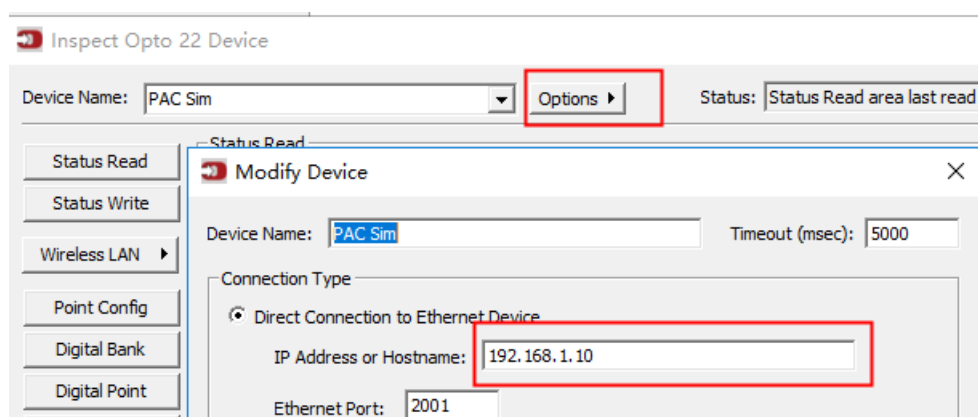 Inspect Opto 22 Device
Device Name: PAC Sim Options Status: Status Read area last read
Status Read
Status Read
Modify Device
Status Write
Device Name: PAC Sim Timeout (msec): 5000
Wireless LAN
Connection Type
Point Config
Direct Connection to Ethernet Device
Digital Bank
IP Address or Hostname: 192.168.1.10
Digital Point
Ethernet Port: 2001